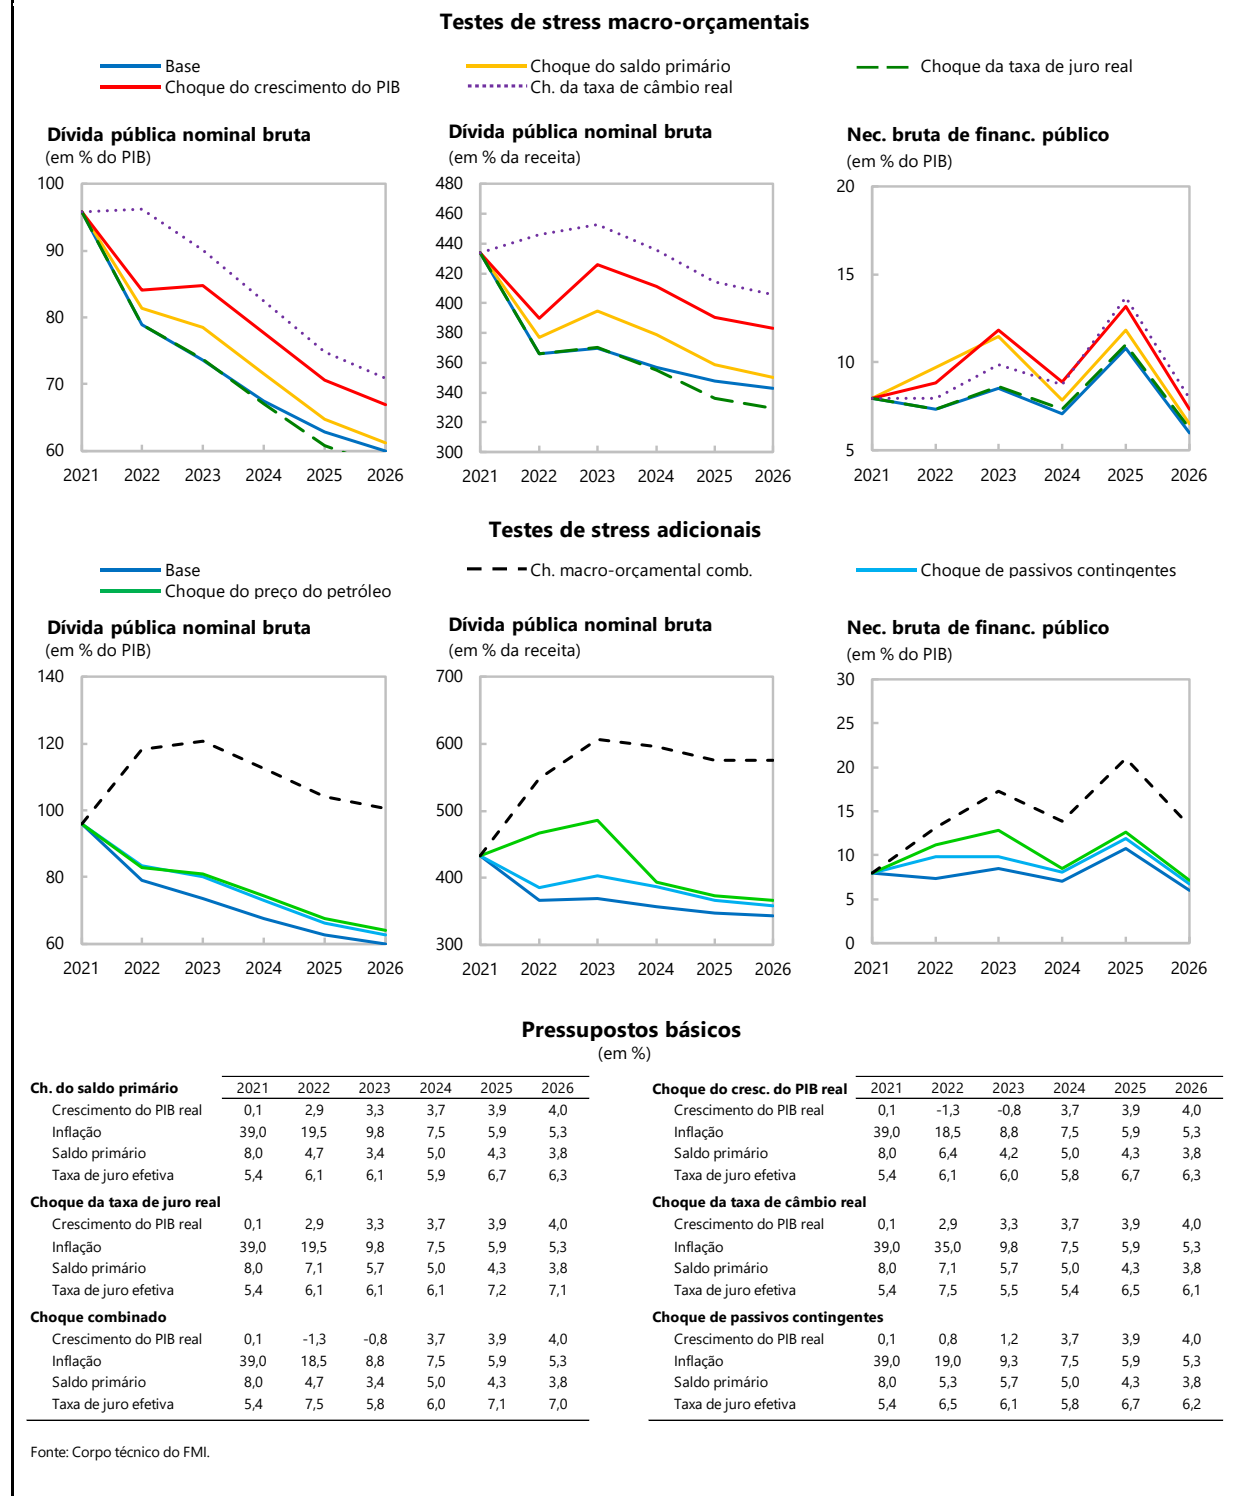 Testes de stress macro-orçamentais
Base
Choque do saldo primário
Choque da taxa de juro real
Choque do crescimento do PIB
Ch. da taxa de câmbio real
Dívida pública nominal bruta
(em % do PIB)
100
90
80
70
60
2021 2022 2023 2024 2025 2026
Dívida pública nominal bruta
(em % da receita)
480
460
440
420
400
380
360
340
320
300
2021 2022 2023 2024 2025 2026
Nec. bruta de financ. público
(em % do PIB)
20
15
10
5
2021 2022 2023 2024 2025 2026
Testes de stress adicionais
Base
Ch. macro-orçamental comb.
Choque de passivos contingentes
Choque do preço do petróleo
Dívida pública nominal bruta
(em % do PIB)
140
120
100
80
60
2021 2022 2023 2024 2025 2026
Dívida pública nominal bruta
(em % da receita)
700
600
500
400
300
2021 2022 2023 2024 2025 2026
Nec. bruta de financ. público
(em % do PIB)
30
25
20
15
10
5
0
2021 2022 2023 2024 2025 2026
Pressupostos básicos
(em %)
Ch. do saldo primário 2021 2022 2023 2024 2025 2026
Crescimento do PIB real 0,1 2,9 3,3 3,7 3,9 4,0
Inflação 39,0 19,5 9,8 7,5 5,9 5,3
Saldo primário 8,0 4,7 3,4 5,0 4,3 3,8
Taxa de juro efetiva 5,4 6,1 6,1 5,9 6,7 6,3
Choque da taxa de juro real
Crescimento do PIB real 0,1 2,9 3,3 3,7 3,9 4,0
Inflação 39,0 19,5 9,8 7,5 5,9 5,3
Saldo primário 8,0 7,1 5,7 5,0 4,3 3,8
Taxa de juro efetiva 5,4 6,1 6,1 6,1 7,2 7,1
Choque combinado
Crescimento do PIB real 0,1 -1,3 -0,8 3,7 3,9 4,0
Inflação 39,0 18,5 8,8 7,5 5,9 5,3
Saldo primário 8,0 4,7 3,4 5,0 4,3 3,8
Taxa de juro efetiva 5,4 7,5 5,8 6,0 7,1 7,0
Choque do cresc. do PIB real 2021 2022 2023 2024 2025 2026
Crescimento do PIB real 0,1 -1,3 -0,8 3,7 3,9 4,0
Inflação 39,0 18,5 8,8 7,5 5,9 5,3
Saldo primário 8,0 6,4 4,2 5,0 4,3 3,8
Taxa de juro efetiva 5,4 6,1 6,0 5,8 6,7 6,3
Choque da taxa de câmbio real
Crescimento do PIB real 0,1 2,9 3,3 3,7 3,9 4,0
Inflação 39,0 35,0 9,8 7,5 5,9 5,3
Saldo primário 8,0 7,1 5,7 5,0 4,3 3,8
Taxa de juro efetiva 5,4 7,5 5,5 5,4 6,5 6,1
Choque de passivos contingentes
Crescimento do PIB real 0,1 0,8 1,2 3,7 3,9 4,0
Inflação 39,0 19,0 9,3 7,5 5,9 5,3
Saldo primário 8,0 5,3 5,7 5,0 4,3 3,8
Taxa de juro efetiva 5,4 6,5 6,1 5,8 6,7 6,2
Fonte: Corpo técnico do FMI.